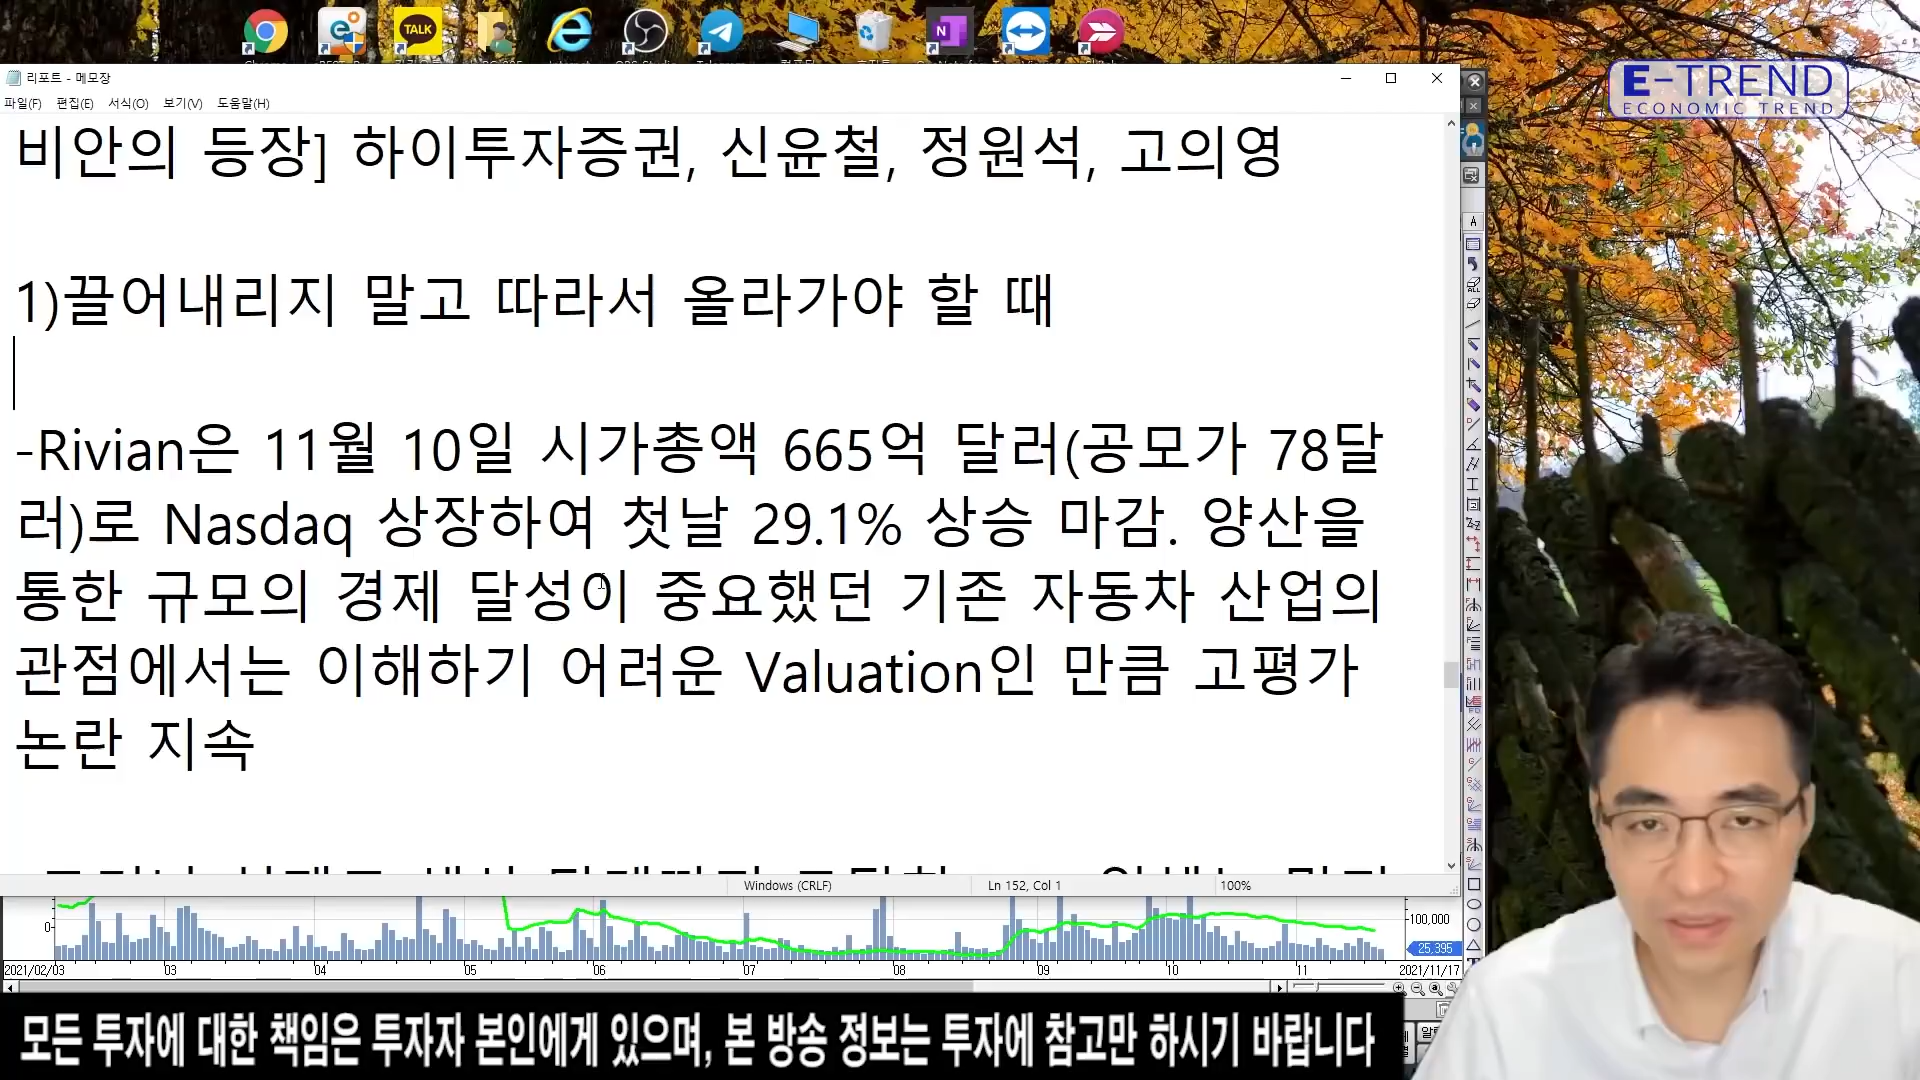 TALK
리포트 - 메모장
E-TREND
ECONOMIC TREND
파일(F) 편집(E) 서식(O) 보기(V) 도움말(H)
비안의 등장] 하이투자증권, 신윤철, 정원석, 고의영
1)끌어내리지 말고 따라서 올라가야 할 때
-Rivian은 11월 10일 시가총액 665억 달러(공모가 78달
러)로 Nasdaq 상장하여 첫날 29.1% 상승 마감. 양산을
통한 규모의 경제 달성이 중요했던 기존 자동차 산업의
관점에서는 이해하기 어려운 Valuation인 만큼 고평가
논란 지속
Windows (CRLF) Ln 152, Col 1 100%
0 100,000
25,395
2021/02/03 03 04 05 06 07 08 09 10 11 2021/11/17
모든 투자에 대한 책임은 투자자 본인에게 있으며, 본 방송 정보는 투자에 참고만 하시기 바랍니다